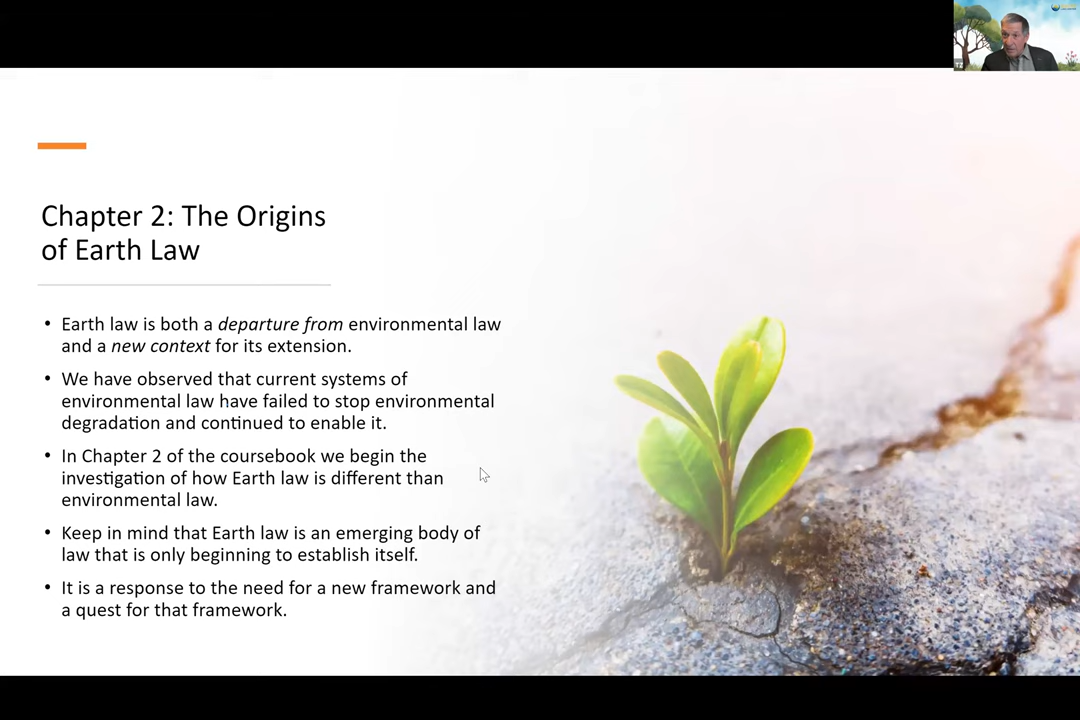 Chapter 2: The Origins
of Earth Law
• Earth law is both a departure from environmental law
and a new context for its extension.
• We have observed that current systems of
environmental law have failed to stop environmental
degradation and continued to enable it.
• In Chapter 2 of the coursebook we begin the
investigation of how Earth law is different than
environmental law.
• Keep in mind that Earth law is an emerging body of
law that is only beginning to establish itself.
• It is a response to the need for a new framework and
a quest for that framework.